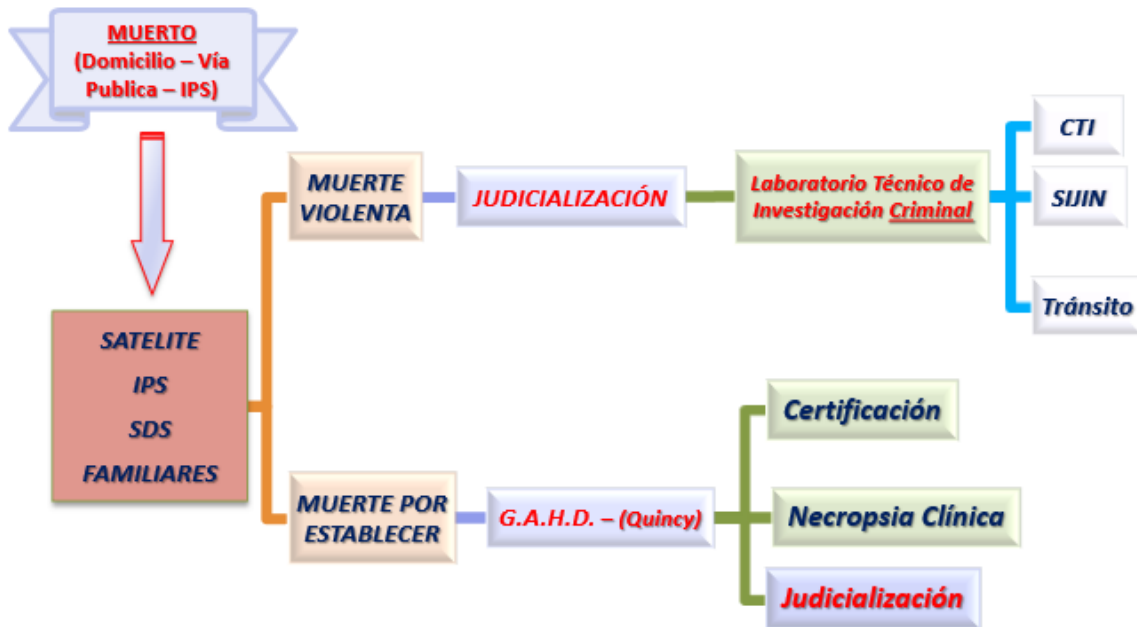 MUERTO
(Domicilio – Vía
Publica – IPS)
SATELITE
IPS
SDS
FAMILIARES
MUERTE
VIOLENTA
JUDICIALIZACIÓN
Laboratorio Técnico de
Investigación Criminal
CTI
SIJIN
Tránsito
MUERTE POR
ESTABLECER
G.A.H.D. – (Quincy)
Certificación
Necropsia Clínica
Judicialización